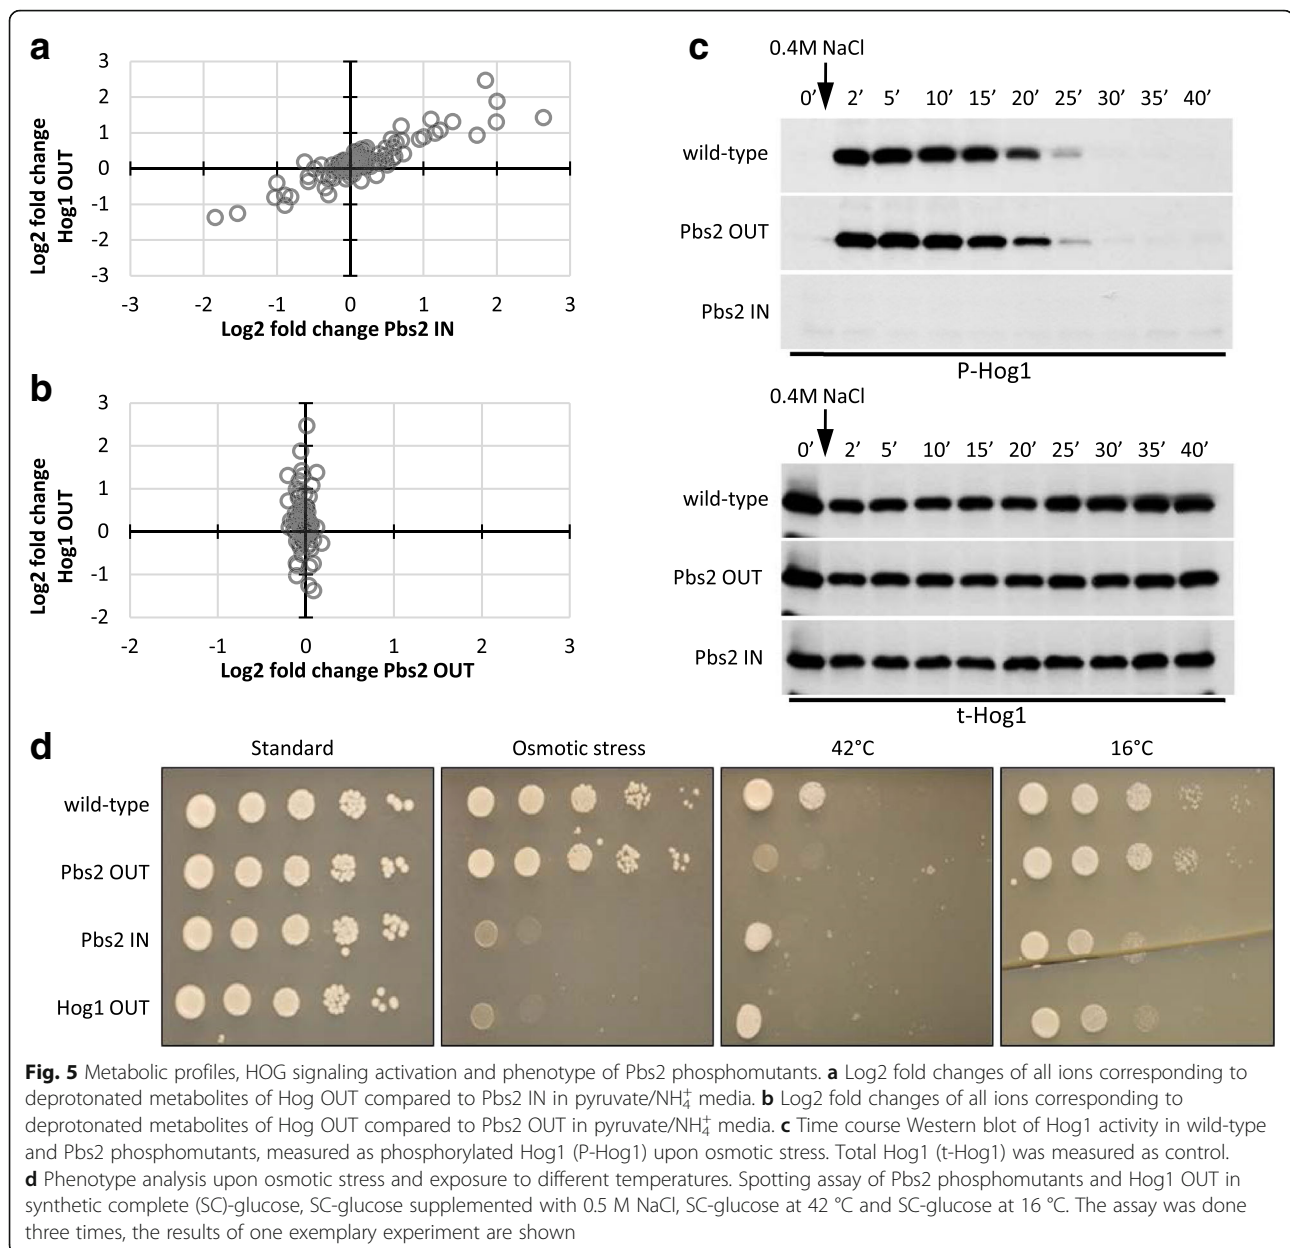 a
3
2
1
0
-1
-2
-3
Log2 fold change
Hog1 OUT
-3 -2 -1 0 1 2 3
Log2 fold change Pbs2 IN
b
3
2
1
0
-1
-2
Log2 fold change
Hog1 OUT
-2 -1 0 1 2 3
Log2 fold change Pbs2 OUT
c
0.4M NaCl
0’ 2’ 5’ 10’ 15’ 20’ 25’ 30’ 35’ 40’
wild-type
Pbs2 OUT
Pbs2 IN
P-Hog1
0.4M NaCl
0’ 2’ 5’ 10’ 15’ 20’ 25’ 30’ 35’ 40’
wild-type
Pbs2 OUT
Pbs2 IN
t-Hog1
d
Standard Osmotic stress 42°C 16°C
wild-type
Pbs2 OUT
Pbs2 IN
Hog1 OUT
Fig. 5 Metabolic profiles, HOG signaling activation and phenotype of Pbs2 phosphomutants. a Log2 fold changes of all ions corresponding to
deprotonated metabolites of Hog OUT compared to Pbs2 IN in pyruvate/NH₄⁺ media. b Log2 fold changes of all ions corresponding to
deprotonated metabolites of Hog OUT compared to Pbs2 OUT in pyruvate/NH₄⁺ media. c Time course Western blot of Hog1 activity in wild-type
and Pbs2 phosphomutants, measured as phosphorylated Hog1 (P-Hog1) upon osmotic stress. Total Hog1 (t-Hog1) was measured as control.
d Phenotype analysis upon osmotic stress and exposure to different temperatures. Spotting assay of Pbs2 phosphomutants and Hog1 OUT in
synthetic complete (SC)-glucose, SC-glucose supplemented with 0.5 M NaCl, SC-glucose at 42 °C and SC-glucose at 16 °C. The assay was done
three times, the results of one exemplary experiment are shown